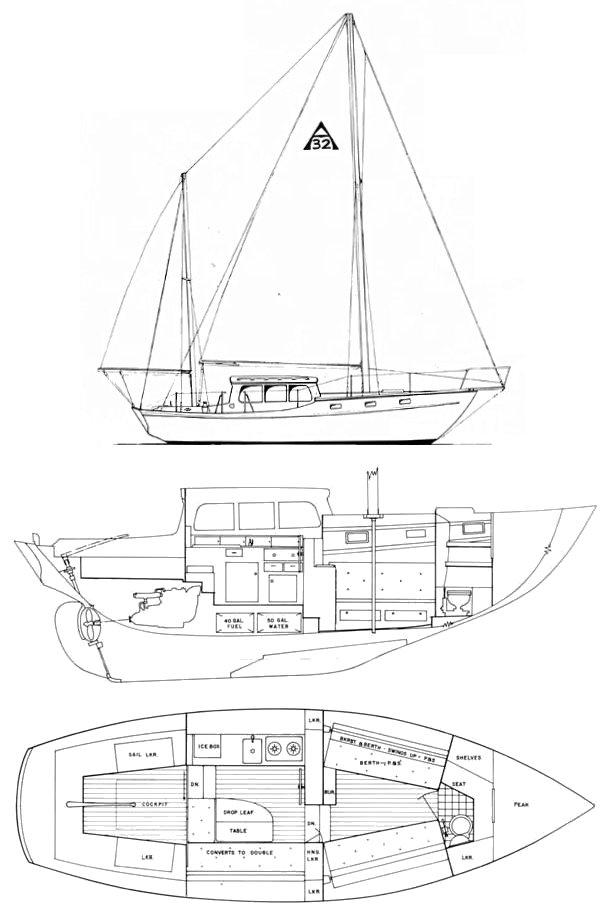 A
32
40 GAL.
FUEL
50 GAL.
WATER
LKR.
SAIL LKR.
ICE BOX
BKRST & BERTH - SWINGS UP - P & S
BERTH - P & S
SHELVES
SEAT
DN.
BUR.
COCKPIT
DROP LEAF
TABLE
DN.
PEAK
LKR.
CONVERTS TO DOUBLE
HNG.
LKR
LKR.
LKR